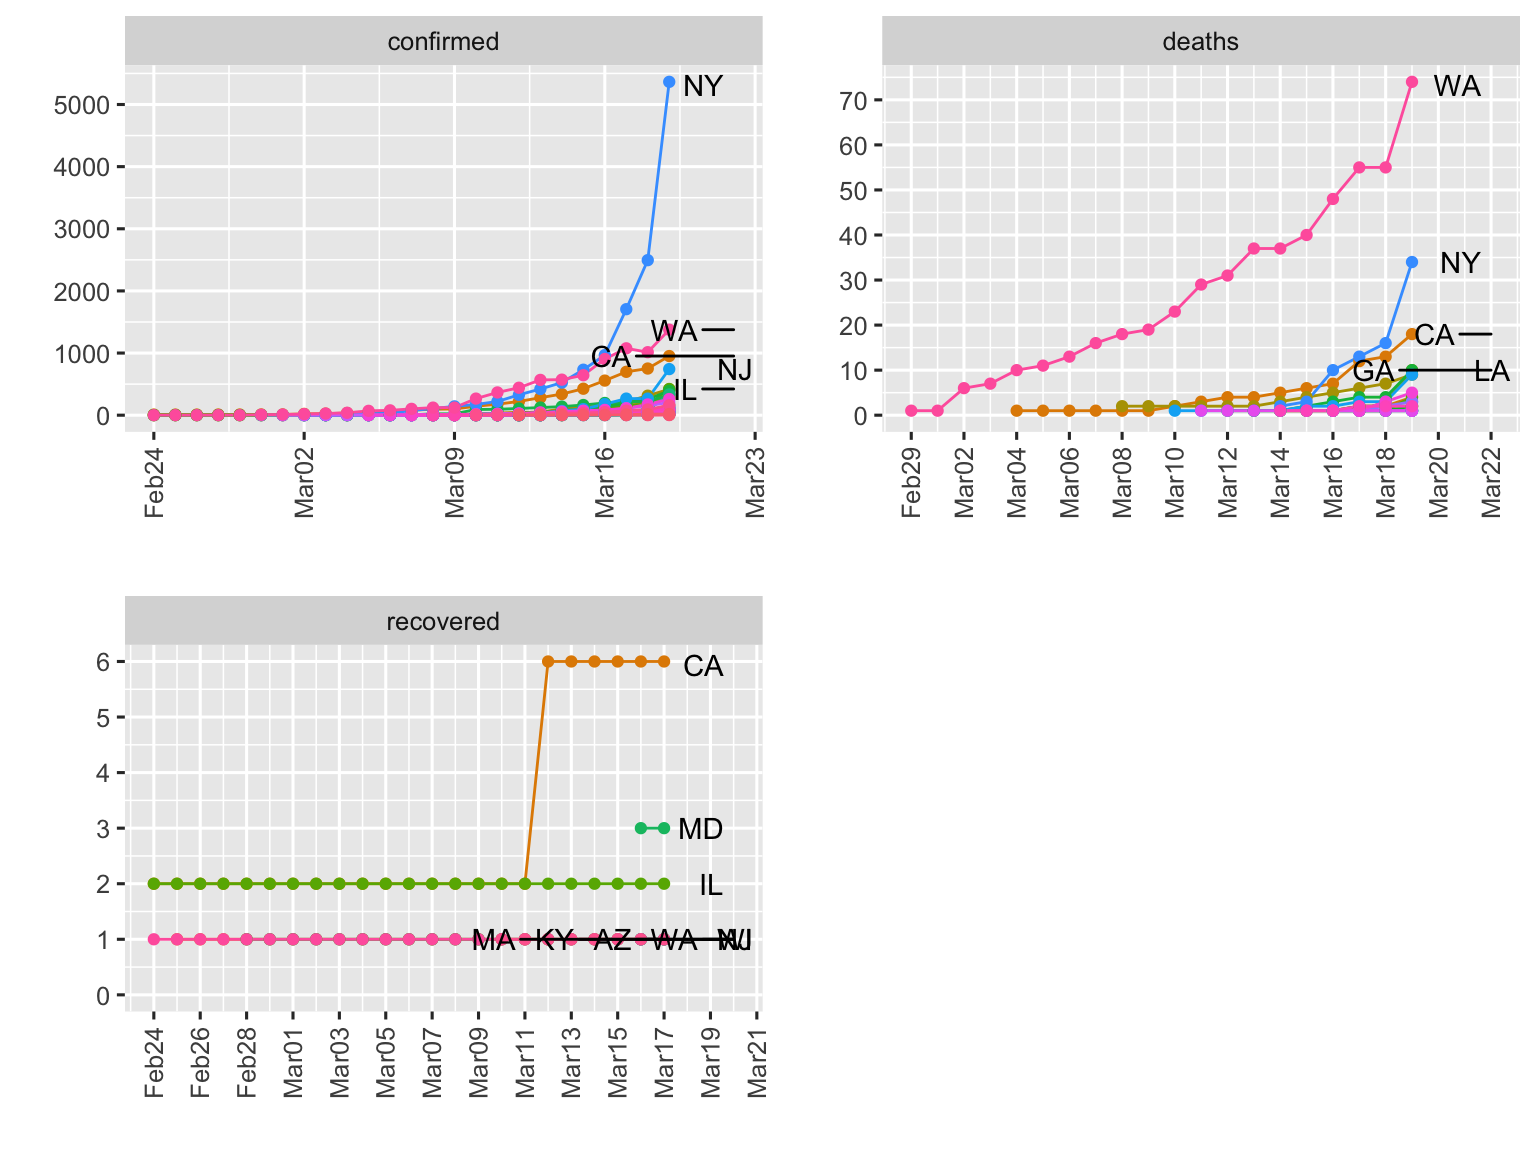 confirmed
5000
4000
3000
2000
1000
0
NY
WA
CA
NJ
IL
Feb24
Mar02
Mar09
Mar16
Mar23
deaths
70
60
50
40
30
20
10
0
WA
NY
CA
GA
LA
Feb29
Mar02
Mar04
Mar06
Mar08
Mar10
Mar12
Mar14
Mar16
Mar18
Mar20
Mar22
recovered
6
5
4
3
2
1
0
CA
MD
IL
MA KY AZ WA
Feb24
Feb26
Feb28
Mar01
Mar03
Mar05
Mar07
Mar09
Mar11
Mar13
Mar15
Mar17
Mar19
Mar21